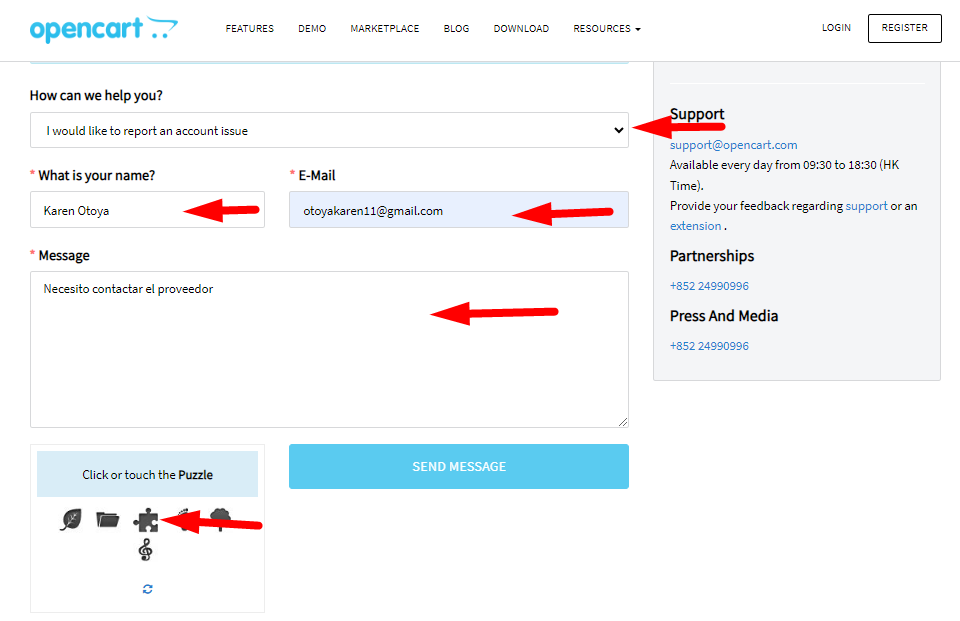 opencart
FEATURES DEMO MARKETPLACE BLOG DOWNLOAD RESOURCES LOGIN REGISTER
How can we help you?
I would like to report an account issue
* What is your name?
Karen Otoya
* E-Mail
otoyakaren11@gmail.com
* Message
Necesito contactar el proveedor
Click or touch the Puzzle
SEND MESSAGE
Support
support@opencart.com
Available every day from 09:30 to 18:30 (HK
Time).
Provide your feedback regarding support or an
extension .
Partnerships
+852 24990996
Press And Media
+852 24990996